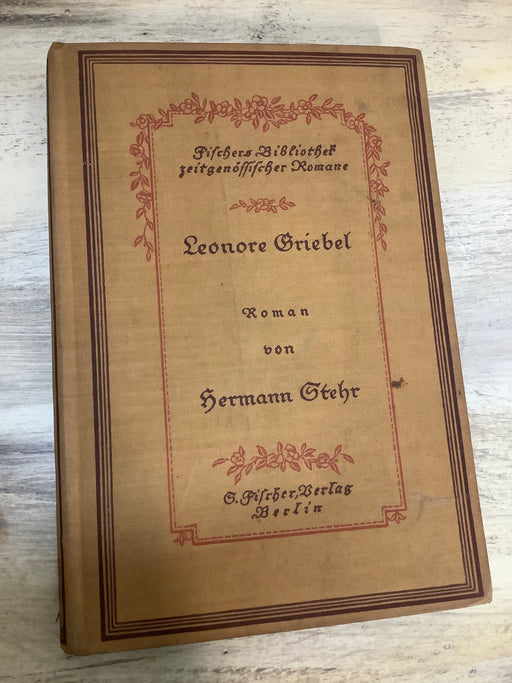 Fischers Bibliothek
zeitgenössischer Romane
Leonore Griebel
Roman
von
Hermann Stehr
S. Fischer, Verlag
Berlin